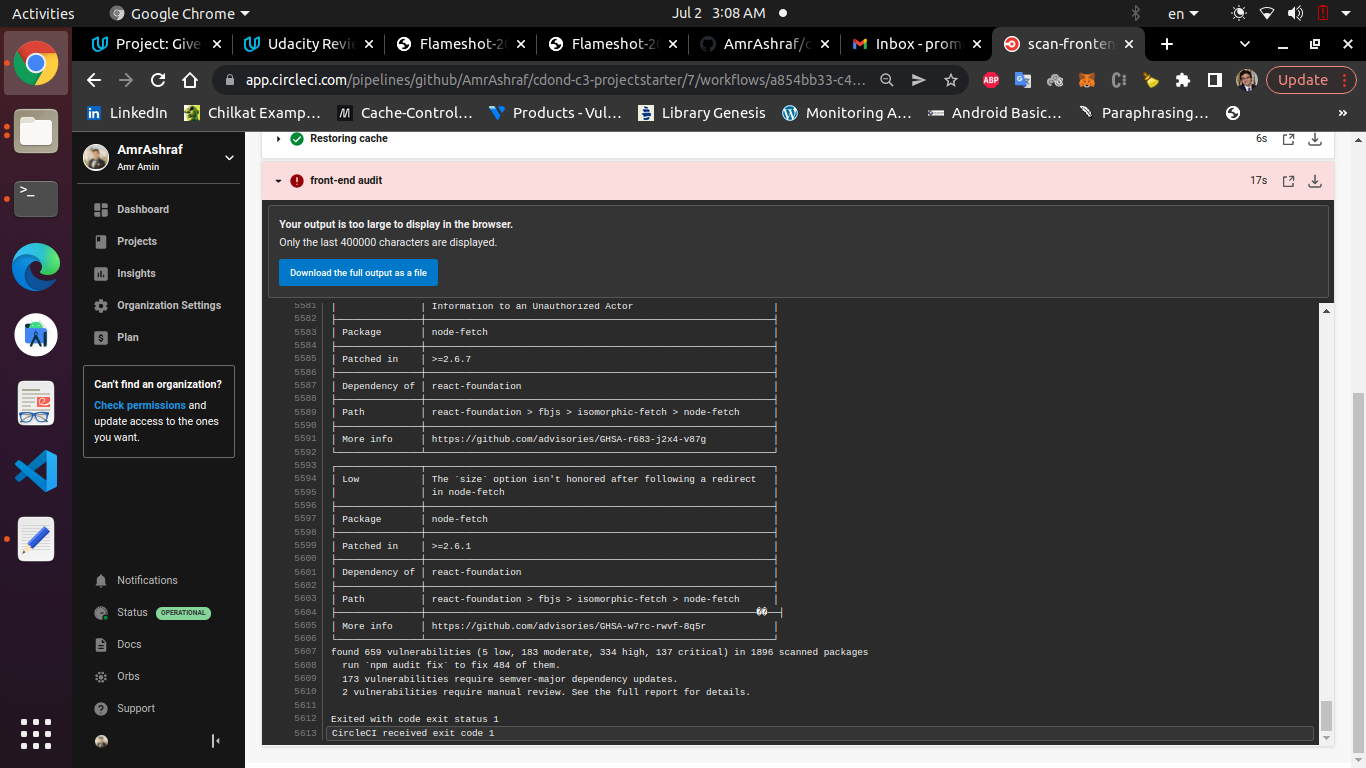 Activities
Google Chrome
Jul 2 3:08 AM
en
Project: Give
Udacity Revi
Flameshot-20
Flameshot-20
AmrAshraf/c
Inbox - prom
scan-fronten
app.circleci.com/pipelines/github/AmrAshraf/cdond-c3-projectstarter/7/workflows/a854bb33-c4…
ABP
Update
LinkedIn
Chilkat Examp…
Cache-Control…
Products - Vul…
Library Genesis
Monitoring A…
Android Basic…
Paraphrasing…
»
AmrAshraf
Amr Amin
Dashboard
Projects
Insights
Organization Settings
Plan
Can't find an organization?
Check permissions and
update access to the ones
you want.
Notifications
Status OPERATIONAL
Docs
Orbs
Support
Restoring cache 6s
front-end audit 17s
Your output is too large to display in the browser.
Only the last 400000 characters are displayed.
Download the full output as a file
5581 Information to an Unauthorized Actor
5582
5583 Package node-fetch
5584
5585 Patched in >=2.6.7
5586
5587 Dependency of react-foundation
5588
5589 Path react-foundation > fbjs > isomorphic-fetch > node-fetch
5590
5591 More info https://github.com/advisories/GHSA-r683-j2x4-v87g
5592
5593
5594 Low The `size` option isn't honored after following a redirect
5595 in node-fetch
5596
5597 Package node-fetch
5598
5599 Patched in >=2.6.1
5600
5601 Dependency of react-foundation
5602
5603 Path react-foundation > fbjs > isomorphic-fetch > node-fetch
5604 ��
5605 More info https://github.com/advisories/GHSA-w7rc-rwvf-8q5r
5606
5607 found 659 vulnerabilities (5 low, 183 moderate, 334 high, 137 critical) in 1896 scanned packages
5608 run `npm audit fix` to fix 484 of them.
5609 173 vulnerabilities require semver-major dependency updates.
5610 2 vulnerabilities require manual review. See the full report for details.
5611
5612 Exited with code exit status 1
5613 CircleCI received exit code 1